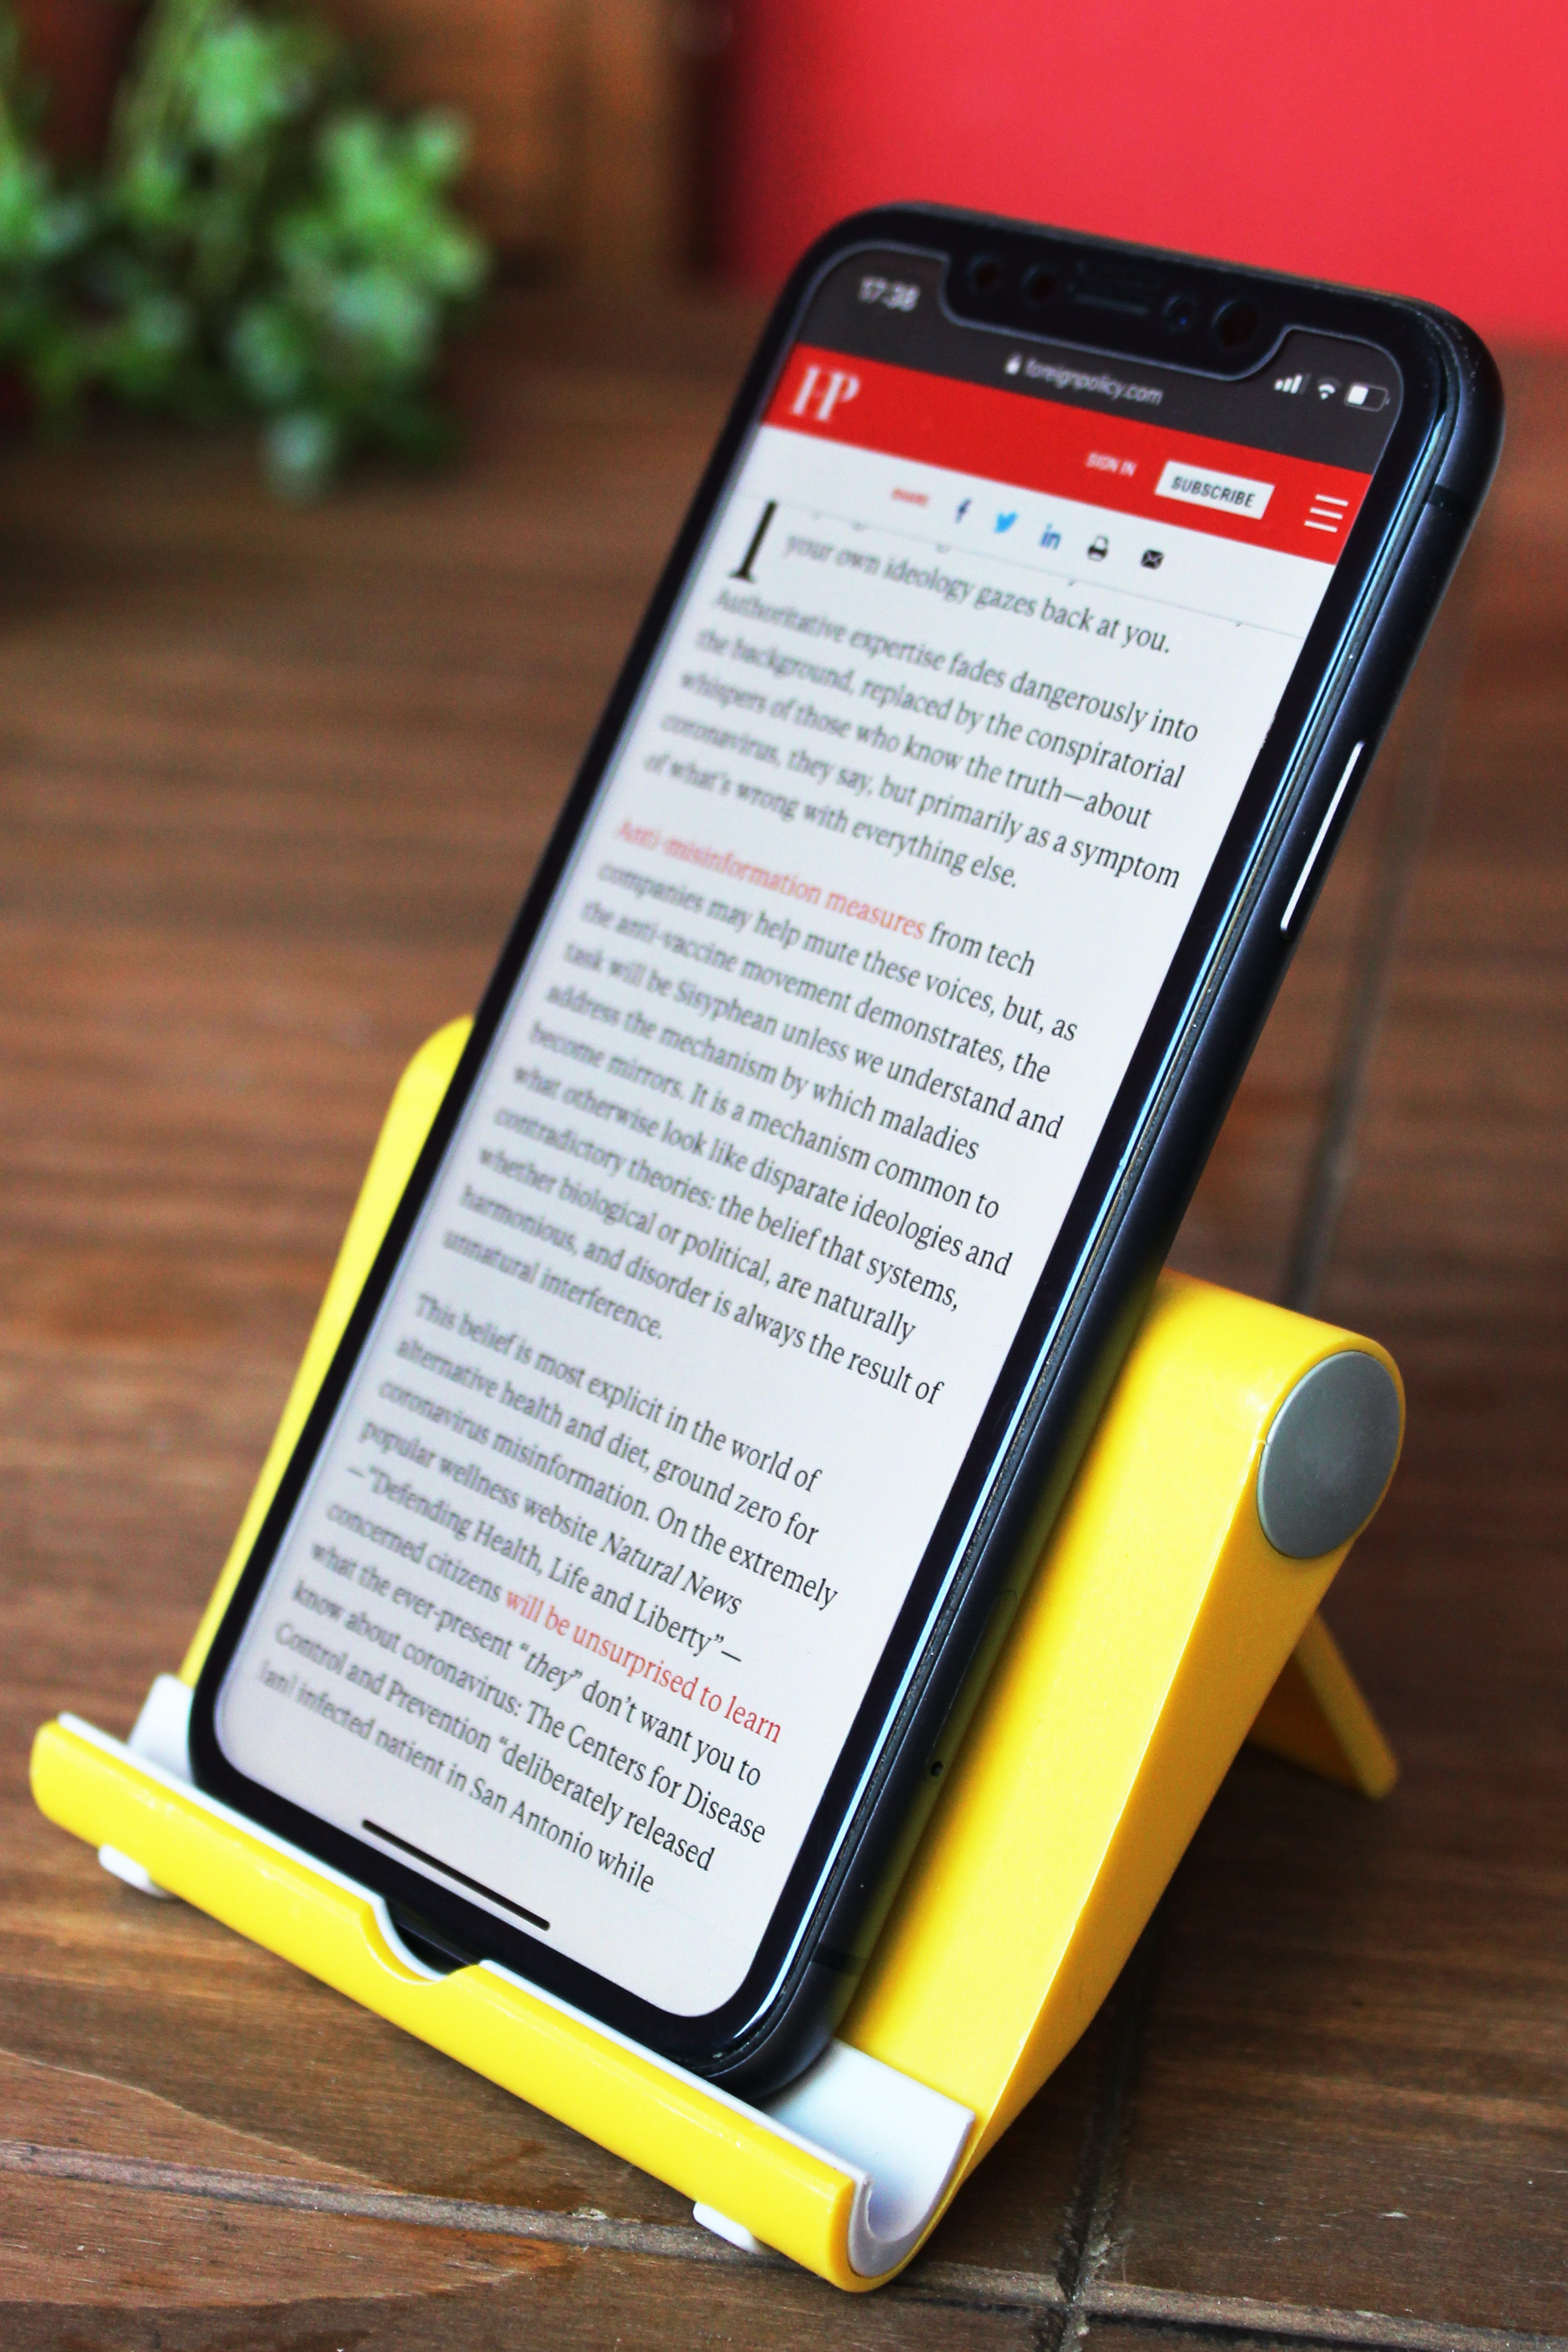 17:38
foreignpolicy.com
FP
SIGN IN
SUBSCRIBE
SHARE
I
your own ideology gazes back at you.
Authoritative expertise fades dangerously into
the background, replaced by the conspiratorial
whispers of those who know the truth—about
coronavirus, they say, but primarily as a symptom
of what's wrong with everything else.
Anti-misinformation measures from tech
companies may help mute these voices, but, as
the anti-vaccine movement demonstrates, the
task will be Sisyphean unless we understand and
address the mechanism by which maladies
become mirrors. It is a mechanism common to
what otherwise look like disparate ideologies and
contradictory theories: the belief that systems,
whether biological or political, are naturally
harmonious, and disorder is always the result of
unnatural interference.
This belief is most explicit in the world of
alternative health and diet, ground zero for
coronavirus misinformation. On the extremely
popular wellness website Natural News
—"Defending Health, Life and Liberty"—
concerned citizens will be unsurprised to learn
what the ever-present "they" don't want you to
know about coronavirus: The Centers for Disease
Control and Prevention "deliberately released
[an] infected patient in San Antonio while